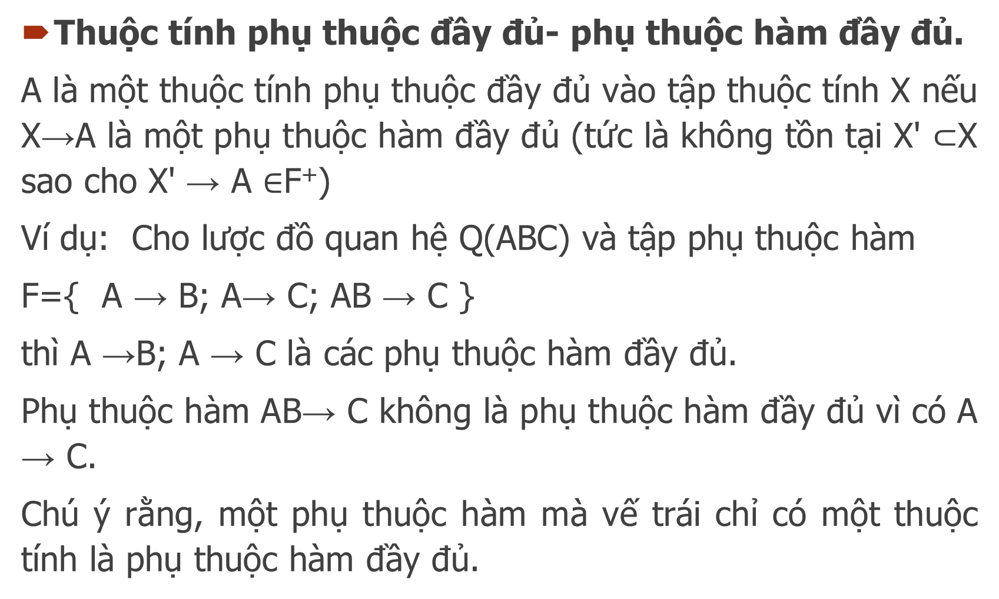 Thuộc tính phụ thuộc đầy đủ- phụ thuộc hàm đầy đủ.
A là một thuộc tính phụ thuộc đầy đủ vào tập thuộc tính X nếu
X→A là một phụ thuộc hàm đầy đủ (tức là không tồn tại X' ⊂X
sao cho X' → A ∈F⁺)
Ví dụ: Cho lược đồ quan hệ Q(ABC) và tập phụ thuộc hàm
F={ A → B; A→ C; AB → C }
thì A →B; A → C là các phụ thuộc hàm đầy đủ.
Phụ thuộc hàm AB→ C không là phụ thuộc hàm đầy đủ vì có A
→ C.
Chú ý rằng, một phụ thuộc hàm mà vế trái chỉ có một thuộc
tính là phụ thuộc hàm đầy đủ.